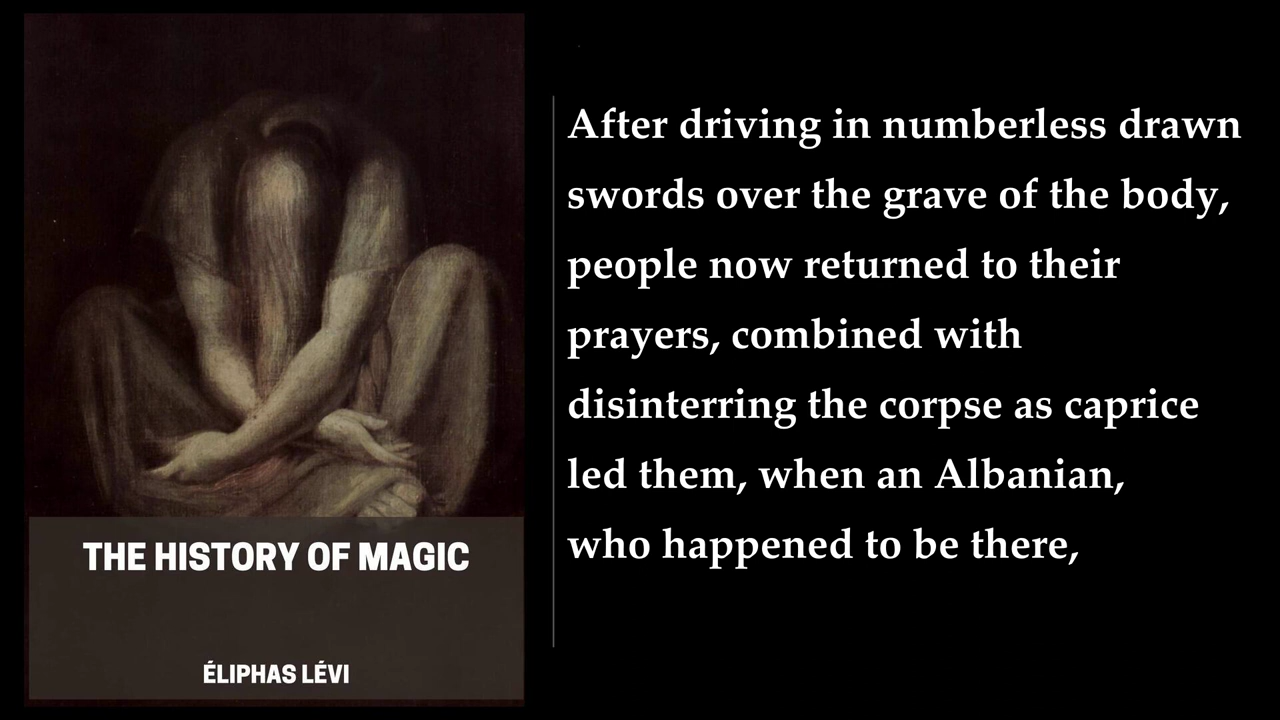 THE HISTORY OF MAGIC
ÉLIPHAS LÉVI
After driving in numberless drawn
swords over the grave of the body,
people now returned to their
prayers, combined with
disinterring the corpse as caprice
led them, when an Albanian,
who happened to be there,